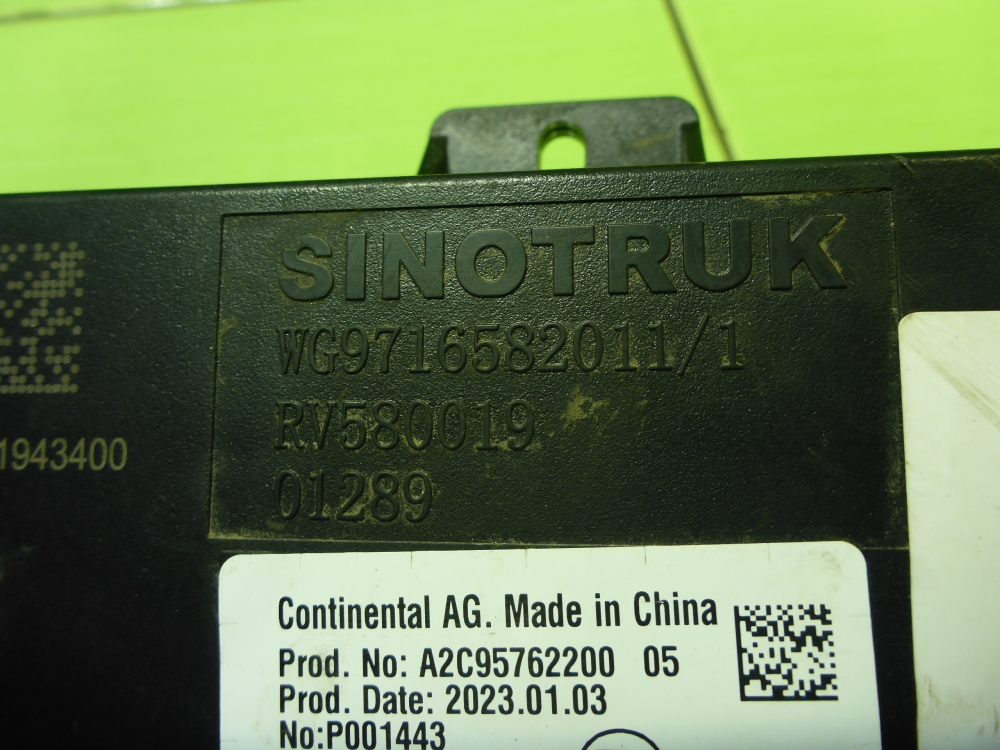 SINOTRUK
WG9716582011/1
RV580019
01289
1943400
Continental AG. Made in China
Prod. No: A2C95762200 05
Prod. Date: 2023.01.03
No:P001443